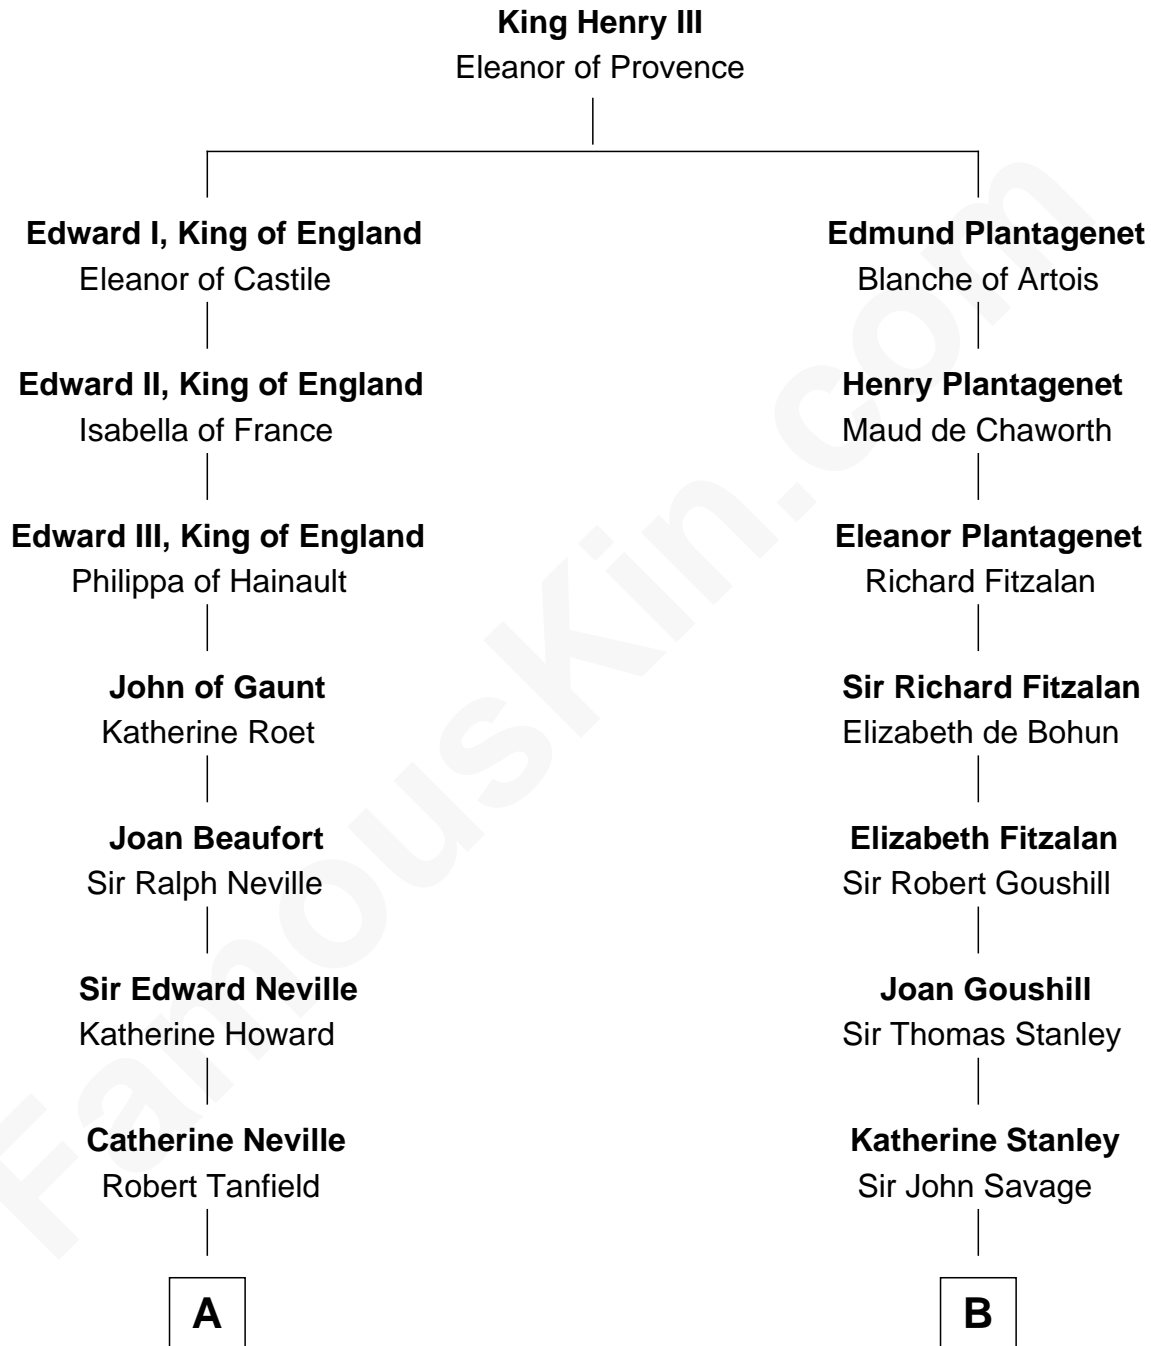 King Henry III
Eleanor of Provence
Edward I, King of England
Eleanor of Castile
Edmund Plantagenet
Blanche of Artois
Edward II, King of England
Isabella of France
Henry Plantagenet
Maud de Chaworth
Edward III, King of England
Philippa of Hainault
Eleanor Plantagenet
Richard Fitzalan
John of Gaunt
Katherine Roet
Sir Richard Fitzalan
Elizabeth de Bohun
Joan Beaufort
Sir Ralph Neville
Elizabeth Fitzalan
Sir Robert Goushill
Sir Edward Neville
Katherine Howard
Joan Goushill
Sir Thomas Stanley
Catherine Neville
Robert Tanfield
Katherine Stanley
Sir John Savage
A
B
FamousKin.com